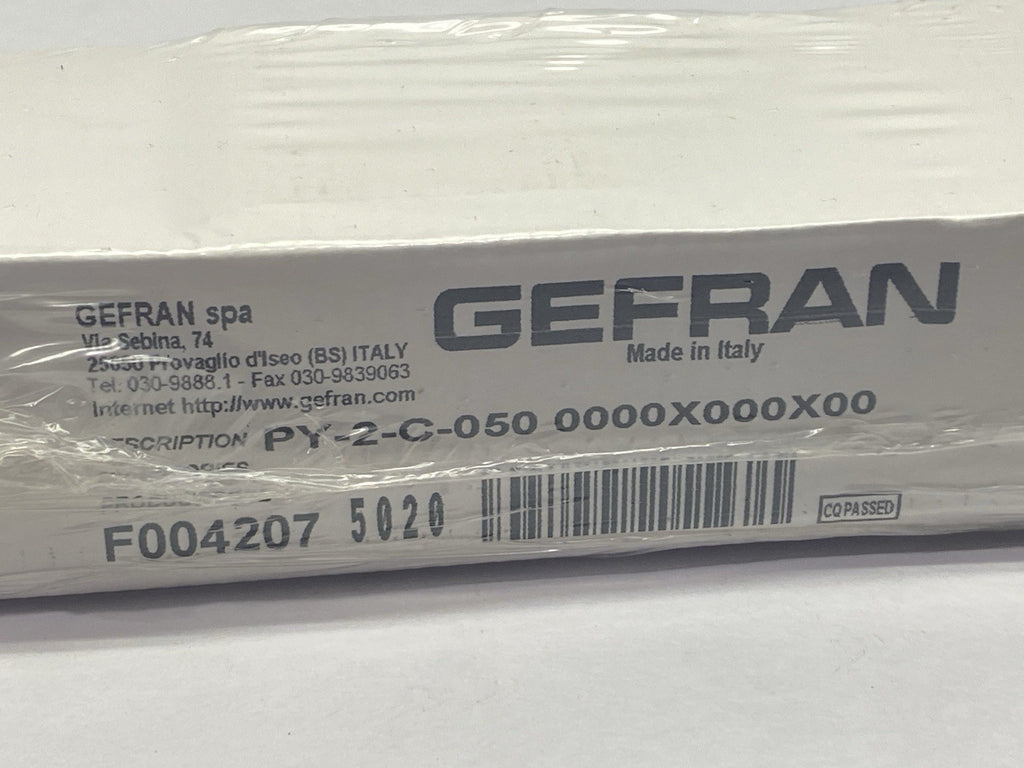 GEFRAN spa
Via Sebina, 74
25050 Provaglio d'Iseo (BS) ITALY
Tel. 030-9888.1 - Fax 030-9839063
Internet http://www.gefran.com
GEFRAN
Made in Italy
PY-2-C-050 0000X000X00
F004207 5020
CQ PASSED